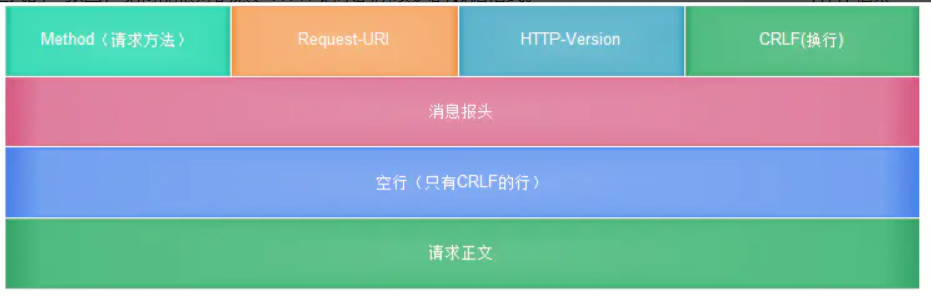 Method（请求方法）
Request-URI
HTTP-Version
CRLF(换行)
消息报头
空行（只有CRLF的行）
请求正文